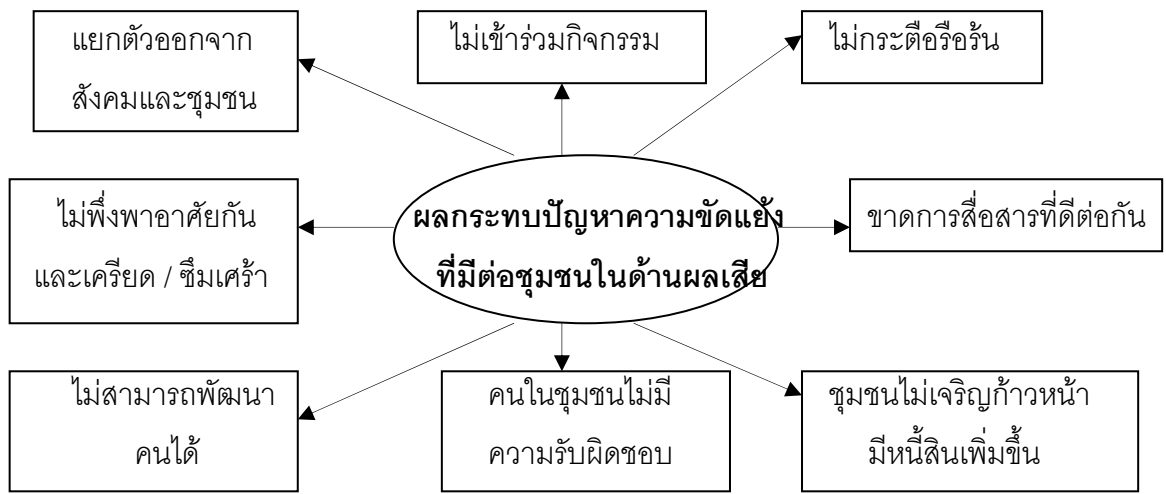 แยกตัวออกจาก
สังคมและชุมชน
ไม่เข้าร่วมกิจกรรม
ไม่กระตือรือร้น
ไม่พึ่งพาอาศัยกัน
และเครียด / ซึมเศร้า
ผลกระทบปัญหาความขัดแย้ง
ที่มีต่อชุมชนในด้านผลเสีย
ขาดการสื่อสารที่ดีต่อกัน
ไม่สามารถพัฒนา
คนได้
คนในชุมชนไม่มี
ความรับผิดชอบ
ชุมชนไม่เจริญก้าวหน้า
มีหนี้สินเพิ่มขึ้น